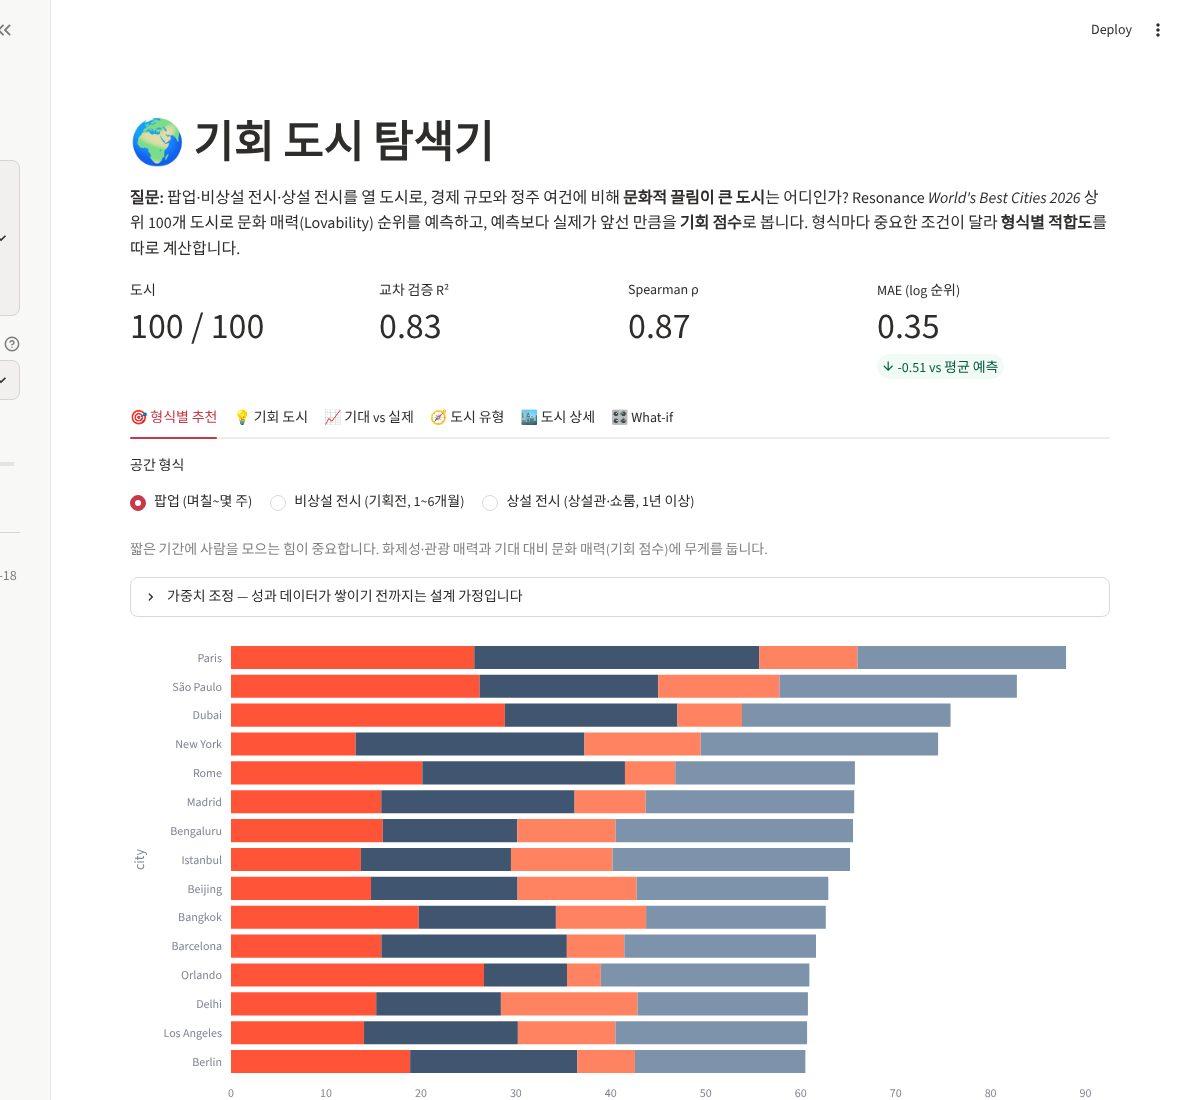 Deploy
기회 도시 탐색기
질문: 팝업·비상설 전시·상설 전시를 열 도시로, 경제 규모와 정주 여건에 비해 문화적 끌림이 큰 도시는 어디인가? Resonance World's Best Cities 2026 상
위 100개 도시로 문화 매력(Lovability) 순위를 예측하고, 예측보다 실제가 앞선 만큼을 기회 점수로 봅니다. 형식마다 중요한 조건이 달라 형식별 적합도를
따로 계산합니다.
도시
교차 검증 R²
Spearman ρ
MAE (log 순위)
100 / 100
0.83
0.87
0.35
-0.51 vs 평균 예측
형식별 추천
기회 도시
기대 vs 실제
도시 유형
도시 상세
What-if
공간 형식
팝업 (며칠~몇 주)
비상설 전시 (기획전, 1~6개월)
상설 전시 (상설관·쇼룸, 1년 이상)
짧은 기간에 사람을 모으는 힘이 중요합니다. 화제성·관광 매력과 기대 대비 문화 매력(기회 점수)에 무게를 둡니다.
-18
가중치 조정 — 성과 데이터가 쌓이기 전까지는 설계 가정입니다
city
Paris
São Paulo
Dubai
New York
Rome
Madrid
Bengaluru
Istanbul
Beijing
Bangkok
Barcelona
Orlando
Delhi
Los Angeles
Berlin
0 10 20 30 40 50 60 70 80 90